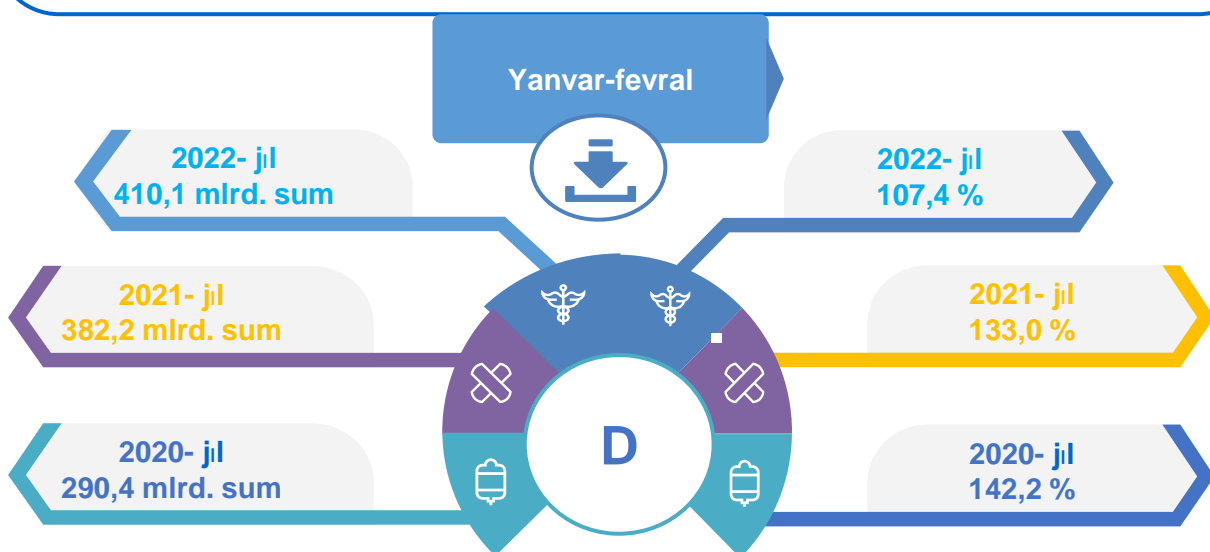 Yanvar-fevral
2022- jıl
410,1 mlrd. sum
2022- jıl
107,4 %
2021- jıl
382,2 mlrd. sum
2021- jıl
133,0 %
2020- jıl
290,4 mlrd. sum
D
2020- jıl
142,2 %